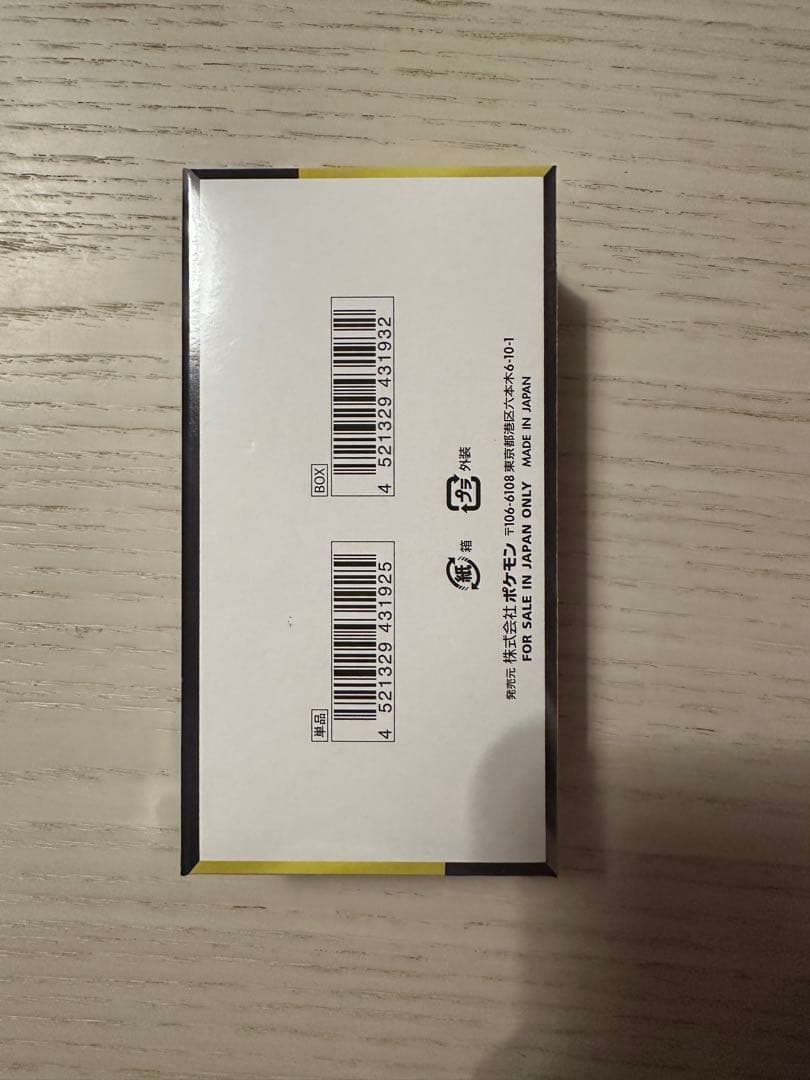 単品
4 521329 431925
BOX
4 521329 431932
紙 箱
プラ 外装
発売元 株式会社ポケモン 〒106-6108 東京都港区六本木6-10-1
FOR SALE IN JAPAN ONLY MADE IN JAPAN